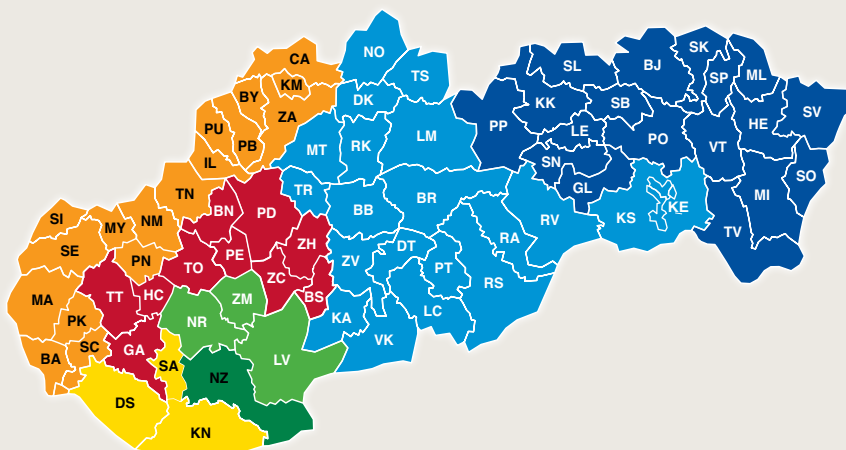 CA
NO
TS
SL
BJ
SK
SP
ML
KM
BY
DK
KK
SB
SV
ZA
PU
PB
MT
RK
LM
PP
LE
PO
HE
VT
IL
SN
TN
TR
GL
SO
MI
BN
PD
BB
BR
RV
KS
KE
TV
SI
MY
NM
SE
PN
TO
PE
ZH
ZV
DT
RA
ZC
PT
RS
MA
TT
HC
ZM
BS
PK
NR
KA
LC
VK
SC
BA
GA
SA
LV
NZ
DS
KN